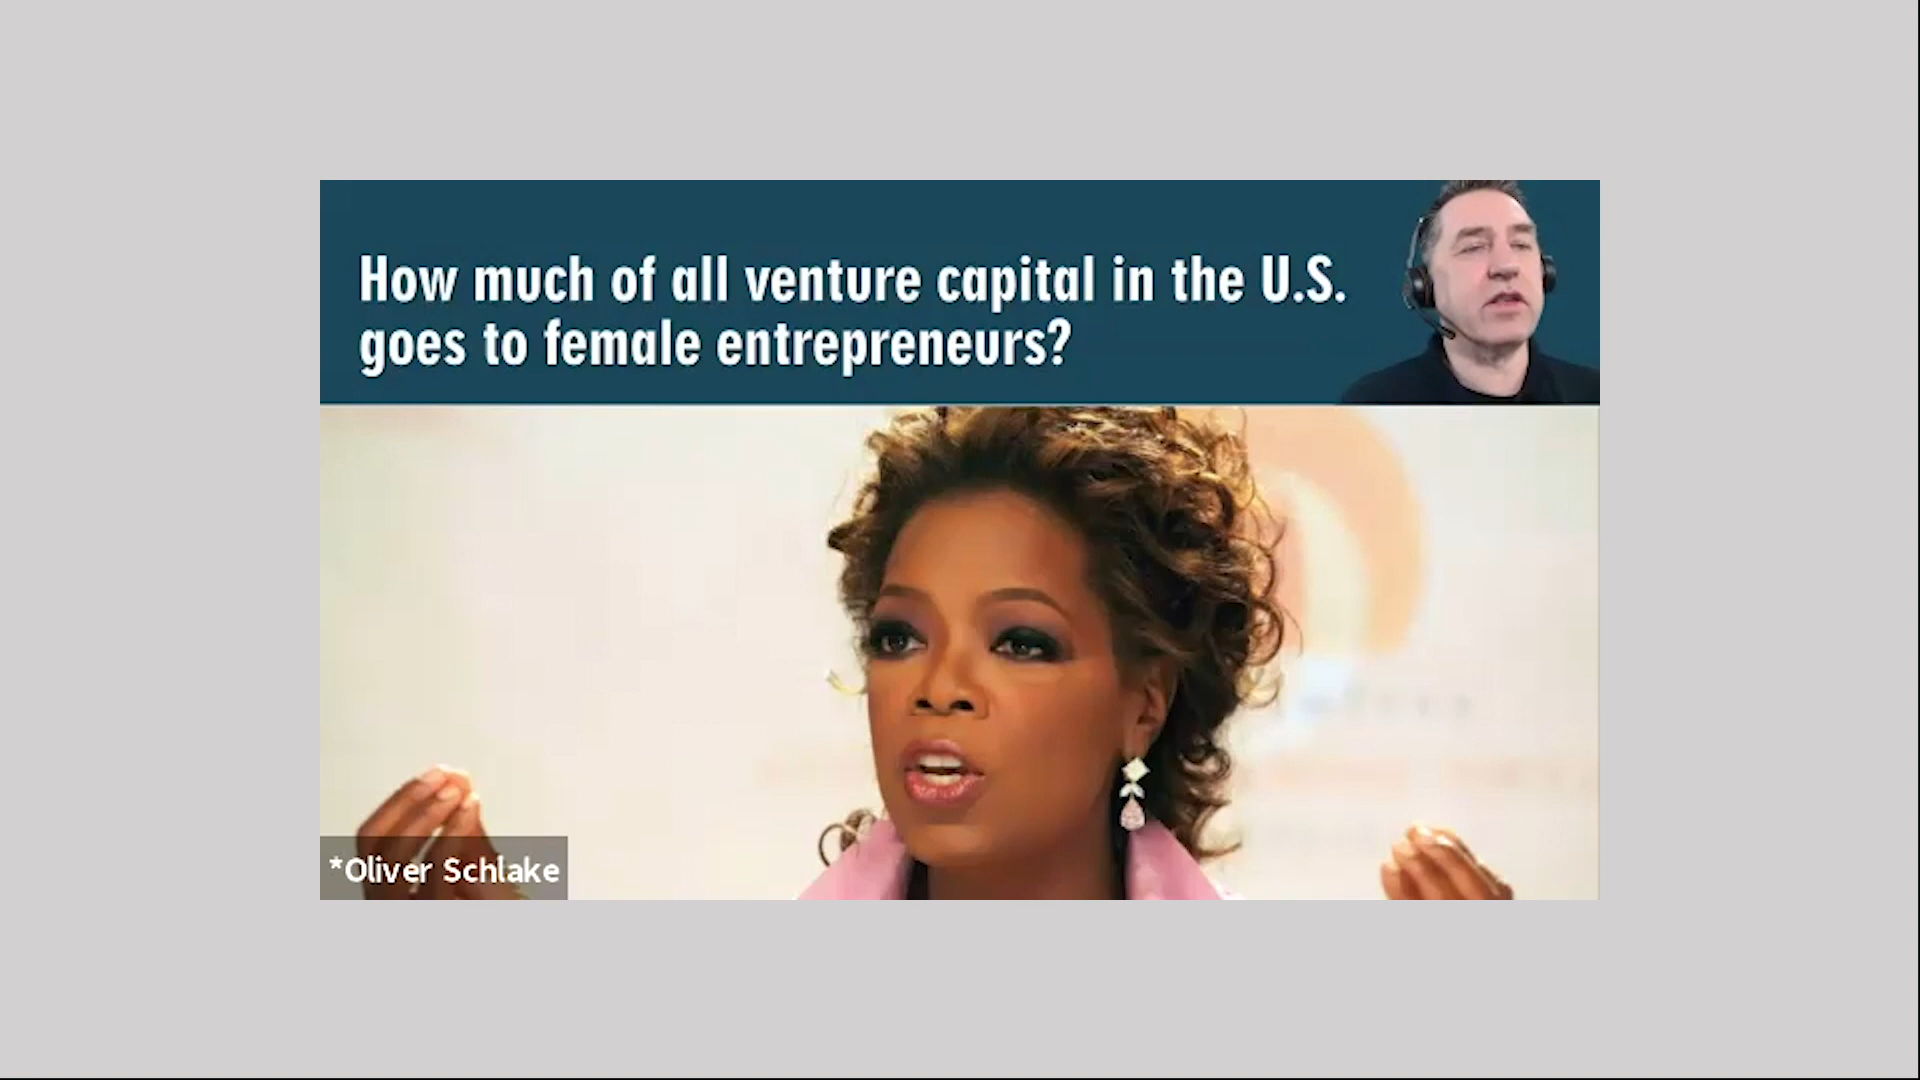 How much of all venture capital in the U.S.
goes to female entrepreneurs?
*Oliver Schlake